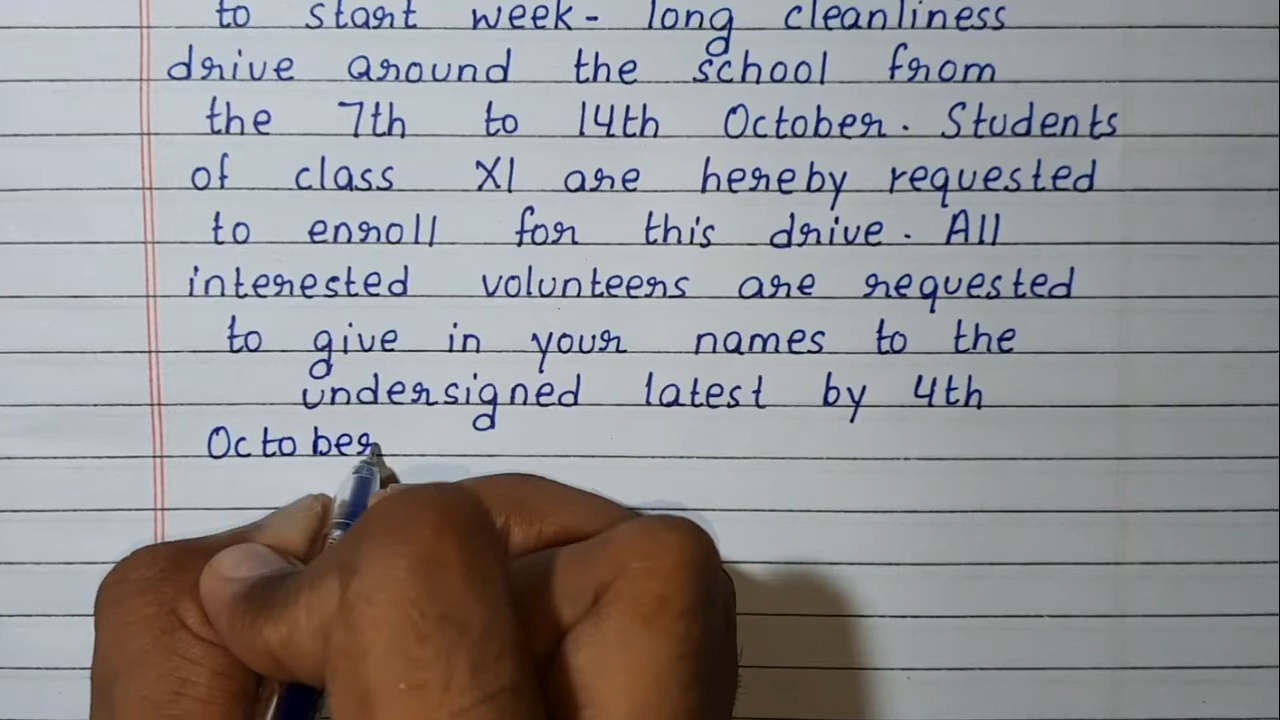 to start week- long cleanliness
drive around the school from
the 7th to 14th October. Students
of class XI are hereby requested
to enroll for this drive. All
interested volunteers are requested
to give in your names to the
undersigned latest by 4th
October